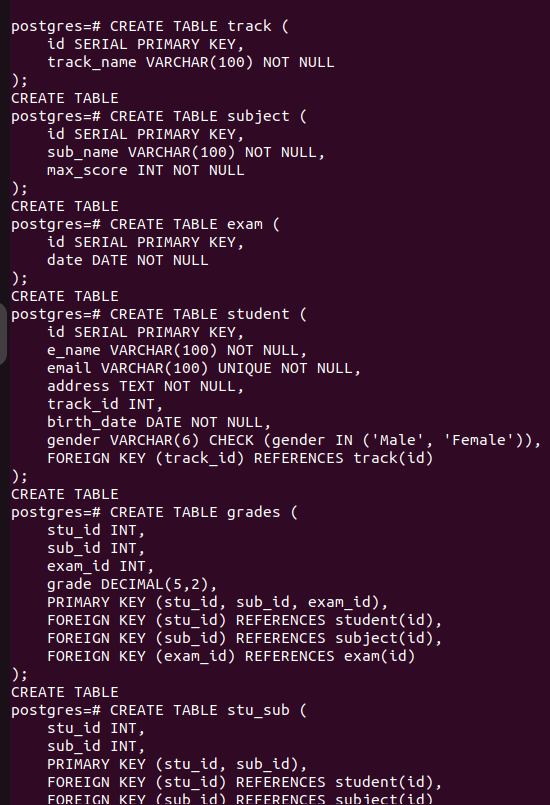 postgres=# CREATE TABLE track (
    id SERIAL PRIMARY KEY,
    track_name VARCHAR(100) NOT NULL
);
CREATE TABLE
postgres=# CREATE TABLE subject (
    id SERIAL PRIMARY KEY,
    sub_name VARCHAR(100) NOT NULL,
    max_score INT NOT NULL
);
CREATE TABLE
postgres=# CREATE TABLE exam (
    id SERIAL PRIMARY KEY,
    date DATE NOT NULL
);
CREATE TABLE
postgres=# CREATE TABLE student (
    id SERIAL PRIMARY KEY,
    e_name VARCHAR(100) NOT NULL,
    email VARCHAR(100) UNIQUE NOT NULL,
    address TEXT NOT NULL,
    track_id INT,
    birth_date DATE NOT NULL,
    gender VARCHAR(6) CHECK (gender IN ('Male', 'Female')),
    FOREIGN KEY (track_id) REFERENCES track(id)
);
CREATE TABLE
postgres=# CREATE TABLE grades (
    stu_id INT,
    sub_id INT,
    exam_id INT,
    grade DECIMAL(5,2),
    PRIMARY KEY (stu_id, sub_id, exam_id),
    FOREIGN KEY (stu_id) REFERENCES student(id),
    FOREIGN KEY (sub_id) REFERENCES subject(id),
    FOREIGN KEY (exam_id) REFERENCES exam(id)
);
CREATE TABLE
postgres=# CREATE TABLE stu_sub (
    stu_id INT,
    sub_id INT,
    PRIMARY KEY (stu_id, sub_id),
    FOREIGN KEY (stu_id) REFERENCES student(id),
    FOREIGN KEY (sub_id) REFERENCES subject(id)